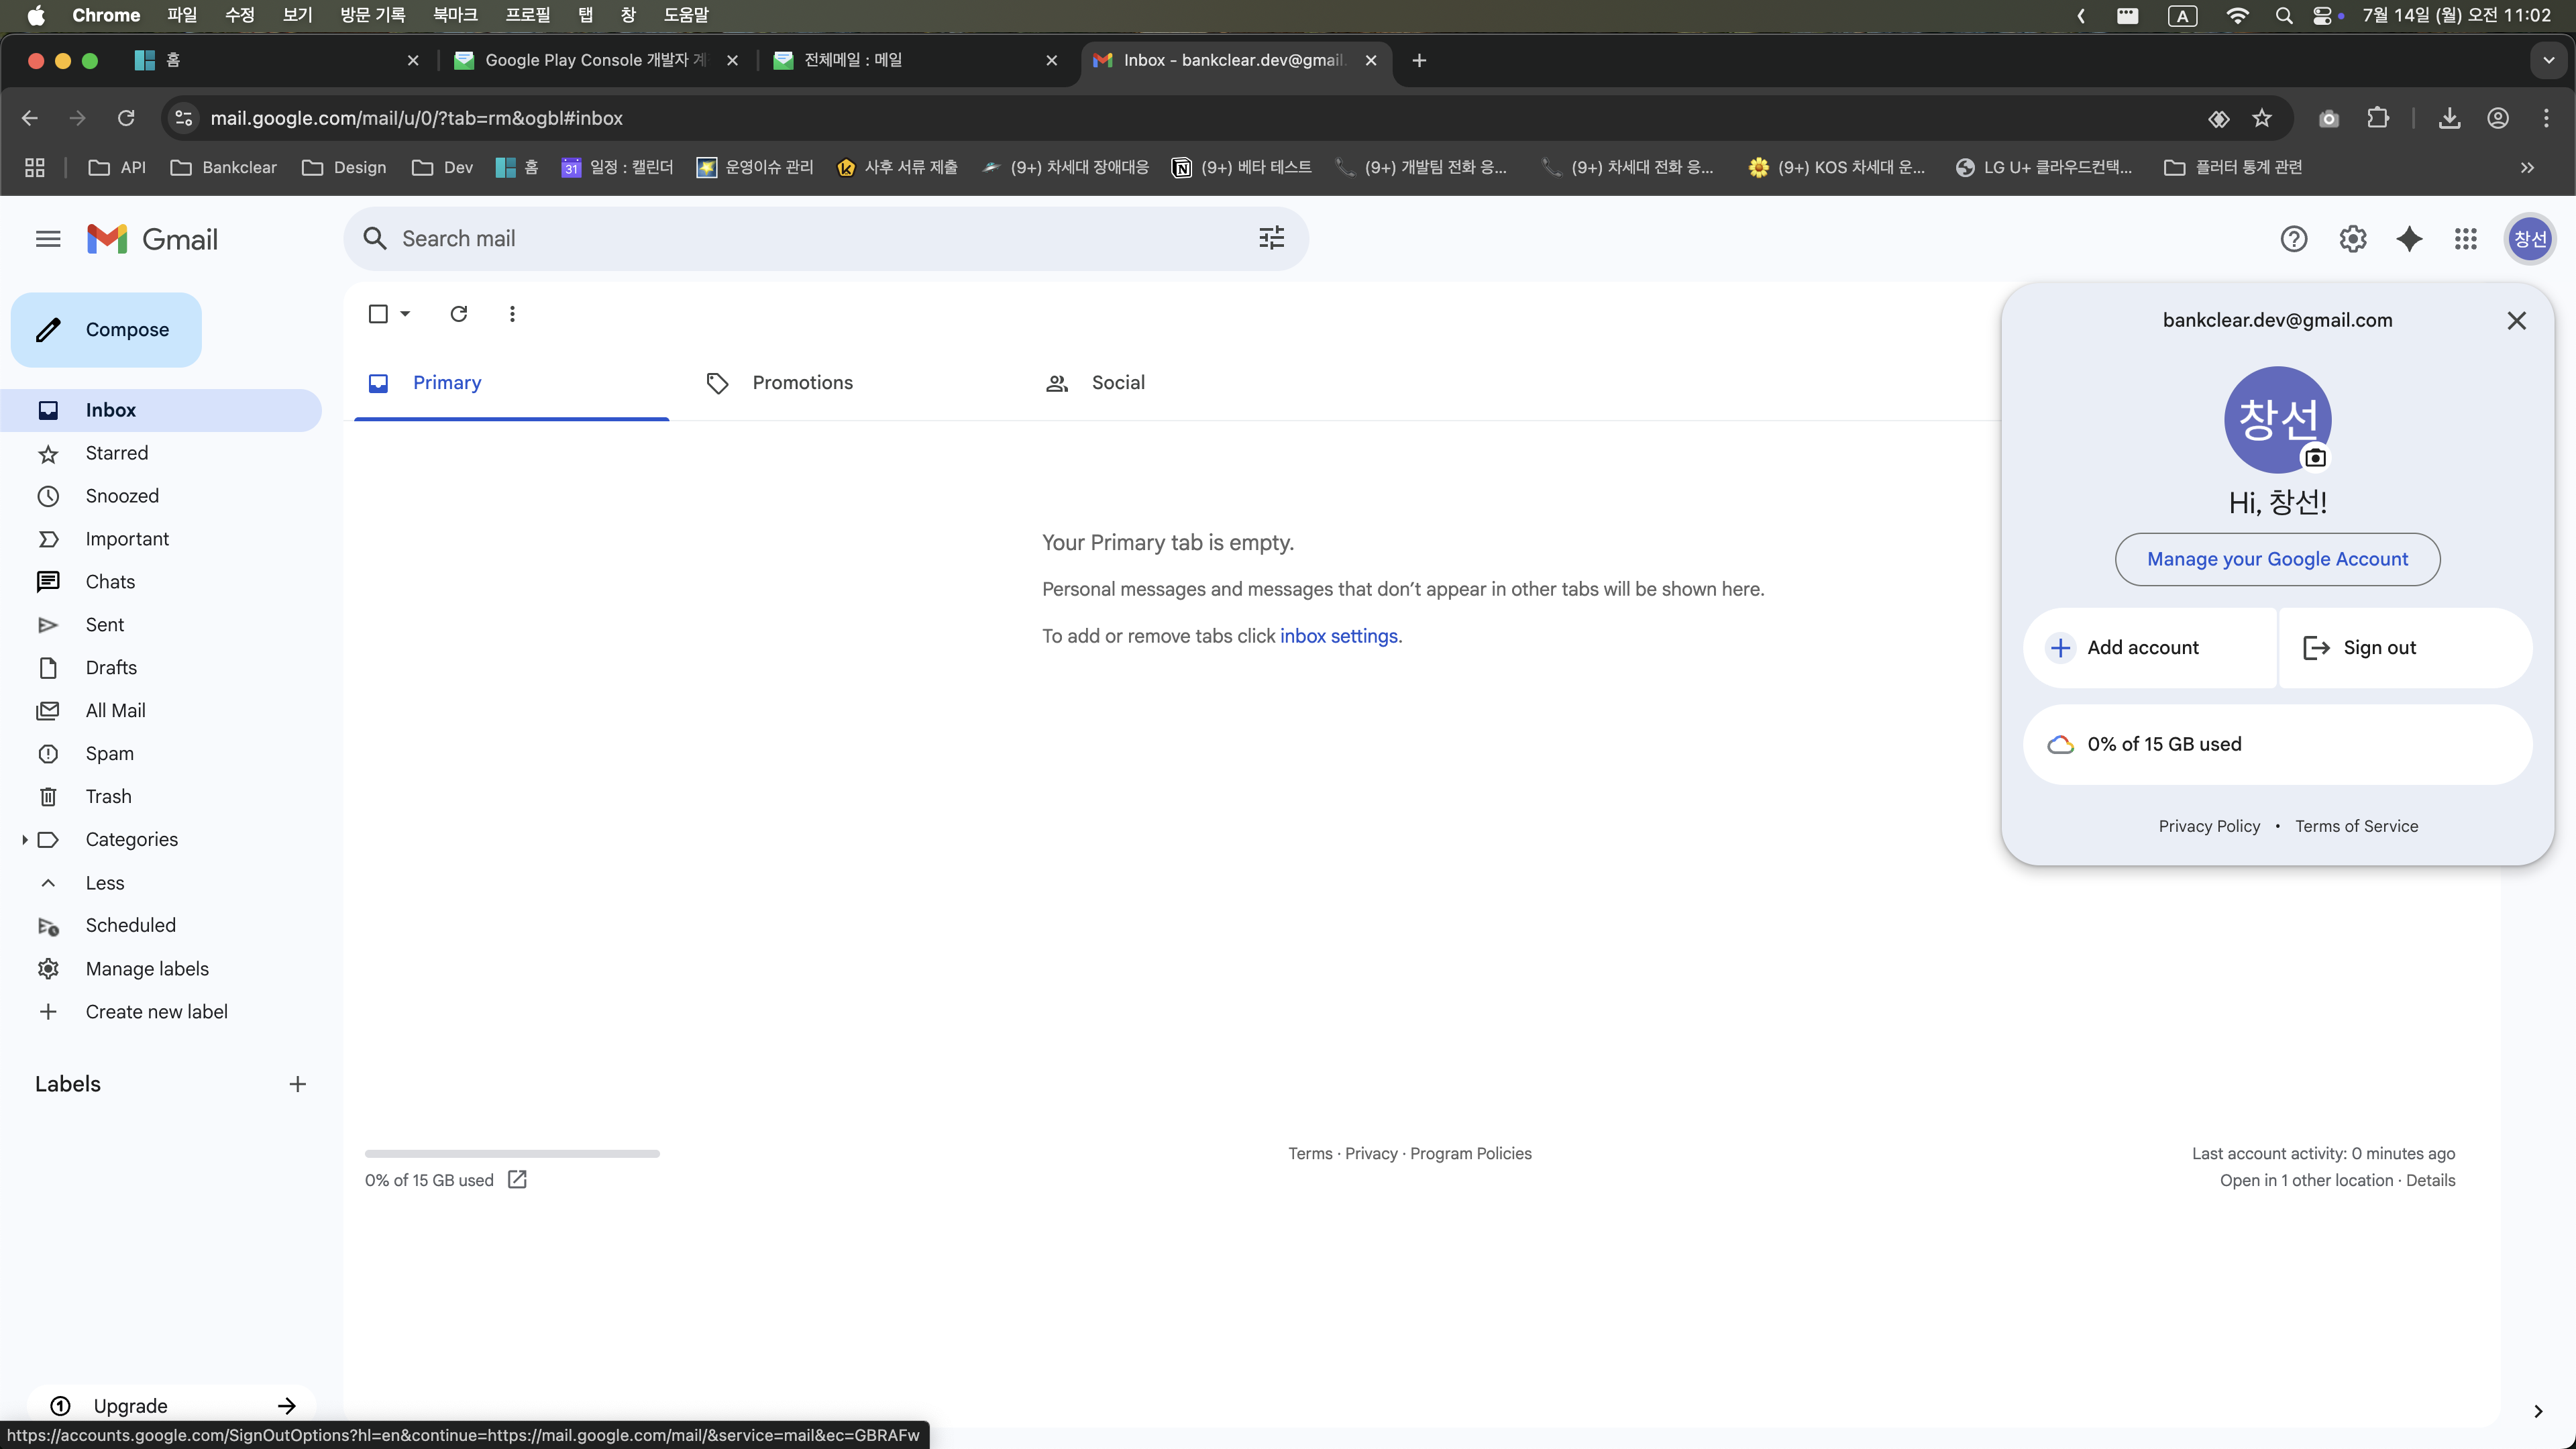 Chrome 파일 수정 보기 방문 기록 북마크 프로필 탭 창 도움말 A 7월 14일 (월) 오전 11:02
홈 Google Play Console 개발자 계 전체메일 : 메일 Inbox - bankclear.dev@gmail.
mail.google.com/mail/u/0/?tab=rm&ogbl#inbox
API Bankclear Design Dev 홈 31 일정 : 캘린더 운영이슈 관리 사후 서류 제출 (9+) 차세대 장애대응 (9+) 베타 테스트 (9+) 개발팀 전화 응... (9+) 차세대 전화 응... (9+) KOS 차세대 운... LG U+ 클라우드컨택... 플러터 통계 관련
Gmail
Search mail
창선
Compose
Inbox
Starred
Snoozed
Important
Chats
Sent
Drafts
All Mail
Spam
Trash
Categories
Less
Scheduled
Manage labels
Create new label
Labels
Upgrade
Primary Promotions Social
Your Primary tab is empty.
Personal messages and messages that don’t appear in other tabs will be shown here.
To add or remove tabs click inbox settings.
bankclear.dev@gmail.com
창선
Hi, 창선!
Manage your Google Account
Add account
Sign out
0% of 15 GB used
Privacy Policy • Terms of Service
0% of 15 GB used
Terms · Privacy · Program Policies
Last account activity: 0 minutes ago
Open in 1 other location · Details
https://accounts.google.com/SignOutOptions?hl=en&continue=https://mail.google.com/mail/&service=mail&ec=GBRAFw